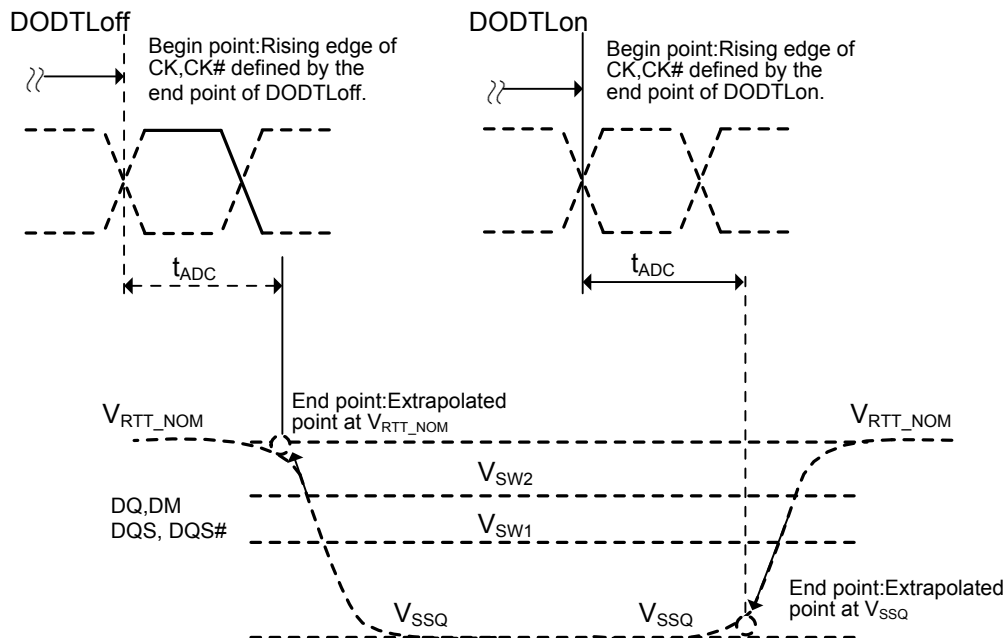 DODTLoff
Begin point:Rising edge of
CK,CK# defined by the
end point of DODTLoff.
DODTLon
Begin point:Rising edge of
CK,CK# defined by the
end point of DODTLon.
tADC
tADC
VRTT_NOM
End point:Extrapolated
point at VRTT_NOM
VRTT_NOM
VSW2
DQ,DM
DQS, DQS#
VSW1
VSSQ
VSSQ
End point:Extrapolated
point at VSSQ